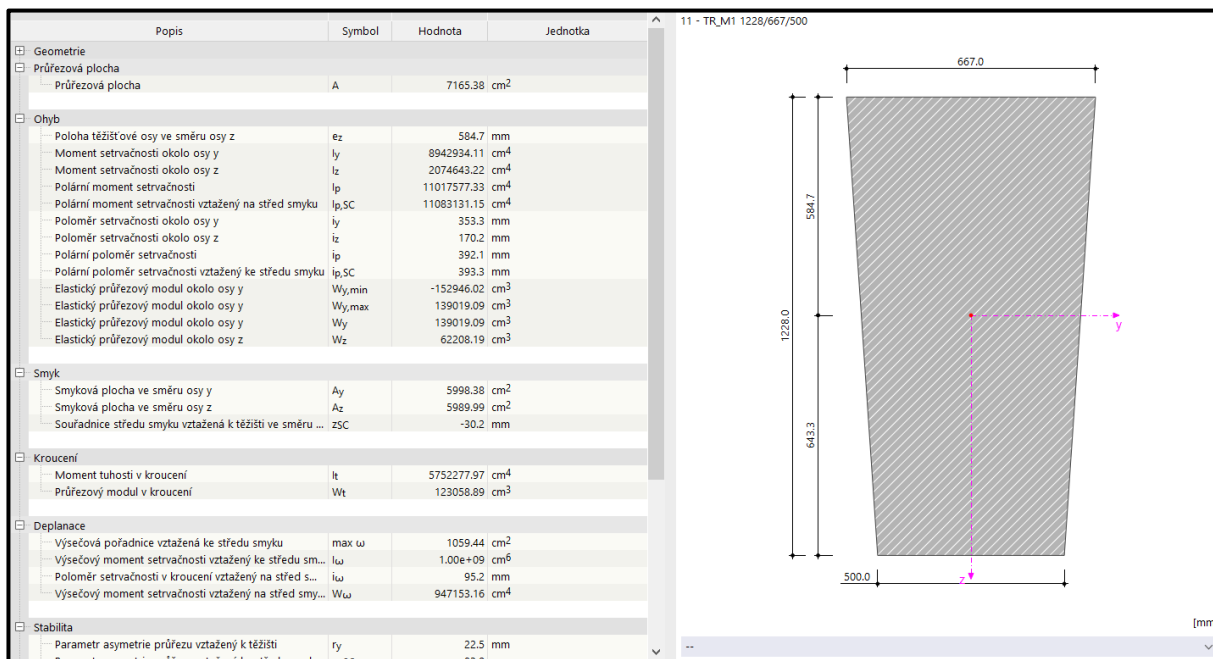 Popis Symbol Hodnota Jednotka
Geometrie
Průřezová plocha
Průřezová plocha A 7165.38 cm2
Ohyb
Poloha těžišťové osy ve směru osy z ez 584.7 mm
Moment setrvačnosti okolo osy y Iy 8942934.11 cm4
Moment setrvačnosti okolo osy z Iz 2074643.22 cm4
Polární moment setrvačnosti Ip 11017577.33 cm4
Polární moment setrvačnosti vztažený na střed smyku Ip,SC 11083131.15 cm4
Poloměr setrvačnosti okolo osy y iy 353.3 mm
Poloměr setrvačnosti okolo osy z iz 170.2 mm
Polární poloměr setrvačnosti ip 392.1 mm
Polární poloměr setrvačnosti vztažený ke středu smyku ip,SC 393.3 mm
Elastický průřezový modul okolo osy y Wy,min -152946.02 cm3
Elastický průřezový modul okolo osy y Wy,max 139019.09 cm3
Elastický průřezový modul okolo osy y Wy 139019.09 cm3
Elastický průřezový modul okolo osy z Wz 62208.19 cm3
Smyk
Smyková plocha ve směru osy y Ay 5998.38 cm2
Smyková plocha ve směru osy z Az 5989.99 cm2
Souřadnice středu smyku vztažená k těžišti ve směru ... zSC -30.2 mm
Kroucení
Moment tuhosti v kroucení It 5752277.97 cm4
Průřezový modul v kroucení Wt 123058.89 cm3
Deplanace
Výsečová pořadnice vztažená ke středu smyku max ω 1059.44 cm2
Výsečový moment setrvačnosti vztažený ke středu sm... Iω 1.00e+09 cm6
Poloměr setrvačnosti v kroucení vztažený na střed s... iω 95.2 mm
Výsečový moment setrvačnosti vztažený na střed smy... Wω 947153.16 cm4
Stabilita
Parametr asymetrie průřezu vztažený k těžišti ry 22.5 mm
11 - TR_M1 1228/667/500
667.0
584.7
1228.0
y
643.3
500.0
z
[mm
--